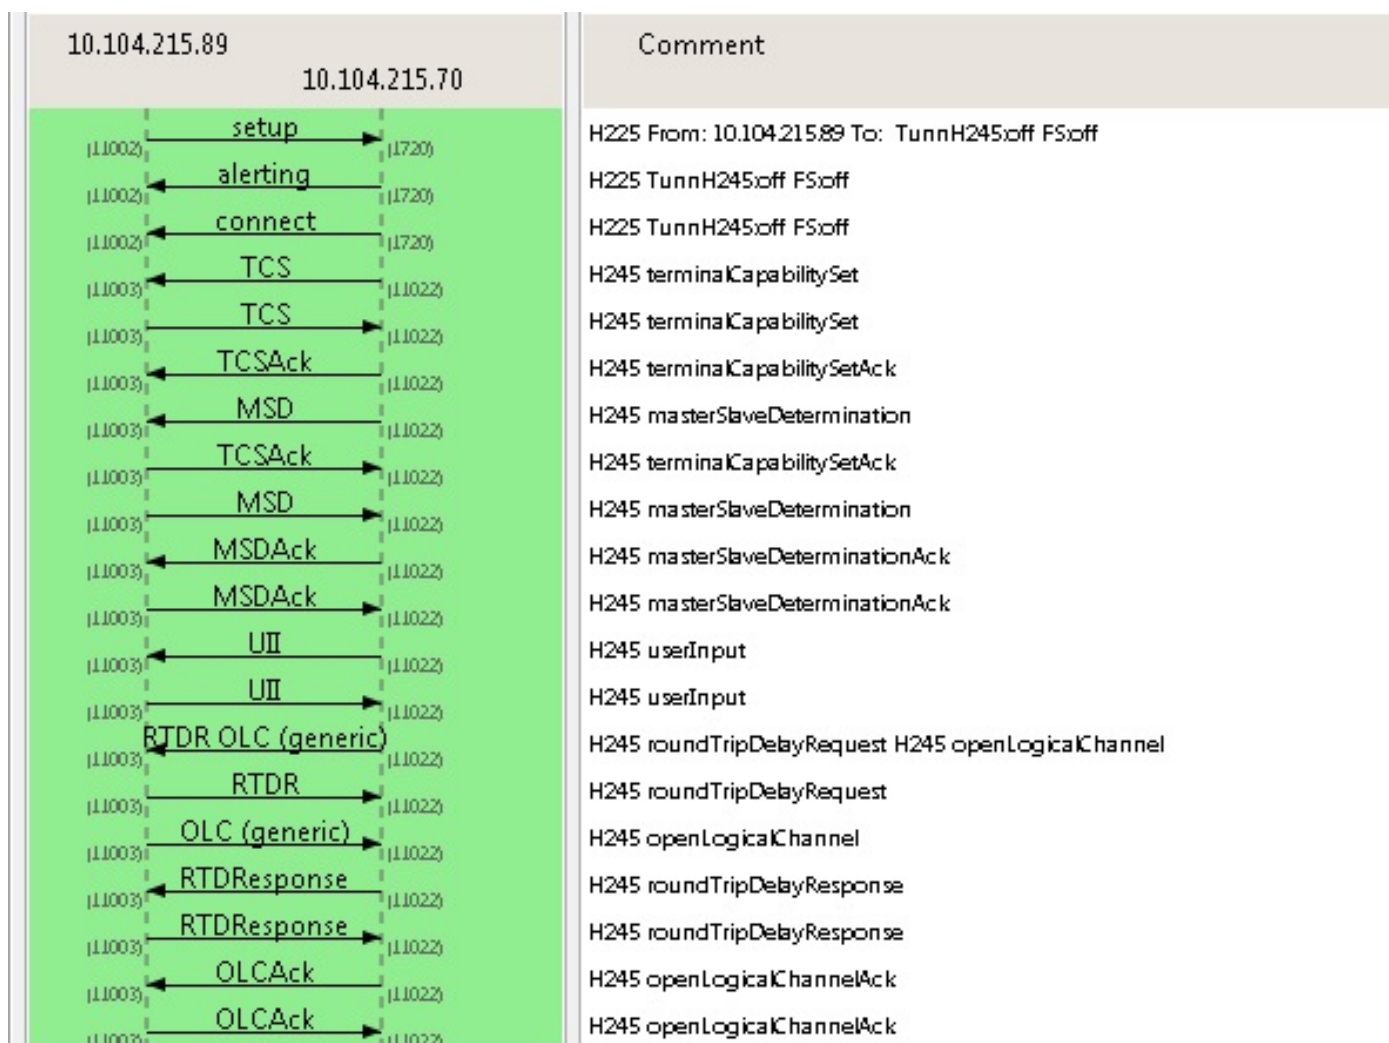 10.104.215.89 Comment
10.104.215.70
setup H225 From: 10.104.215.89 To: TunnH245:off FS:off
(11002) (1720)
alerting H225 TunnH245:off FS:off
(11002) (1720)
connect H225 TunnH245:off FS:off
(11002) (1720)
TCS H245 terminalCapabilitySet
(11003) (11022)
TCS H245 terminalCapabilitySet
(11003) (11022)
TCSAck H245 terminalCapabilitySetAck
(11003) (11022)
MSD H245 masterSlaveDetermination
(11003) (11022)
TCSAck H245 terminalCapabilitySetAck
(11003) (11022)
MSD H245 masterSlaveDetermination
(11003) (11022)
MSDAck H245 masterSlaveDeterminationAck
(11003) (11022)
MSDAck H245 masterSlaveDeterminationAck
(11003) (11022)
UII H245 userInput
(11003) (11022)
UII H245 userInput
(11003) (11022)
RTDR OLC (generic) H245 roundTripDelayRequest H245 openLogicalChannel
(11003) (11022)
RTDR H245 roundTripDelayRequest
(11003) (11022)
OLC (generic) H245 openLogicalChannel
(11003) (11022)
RTDResponse H245 roundTripDelayResponse
(11003) (11022)
RTDResponse H245 roundTripDelayResponse
(11003) (11022)
OLCAck H245 openLogicalChannelAck
(11003) (11022)
OLCAck H245 openLogicalChannelAck
(11003) (11022)